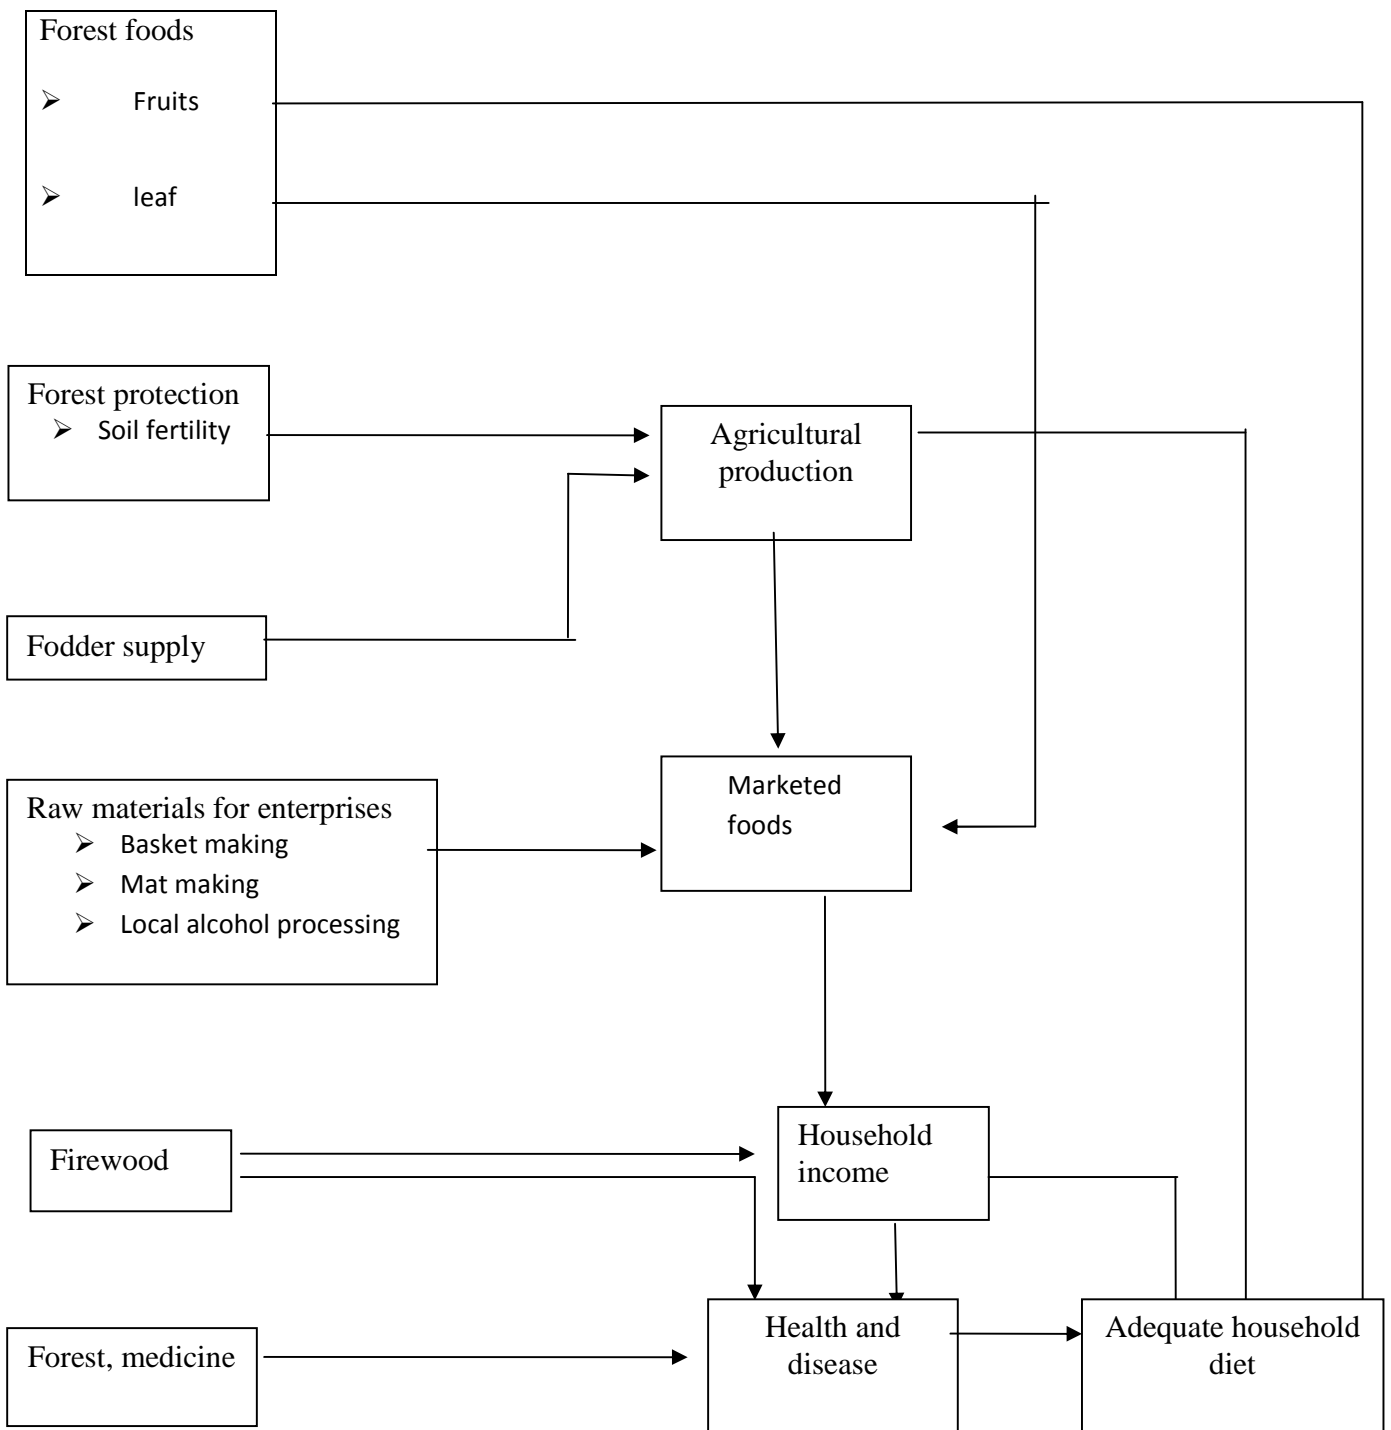 Forest foods
➢ Fruits
➢ leaf
Forest protection
➢ Soil fertility
Agricultural
production
Fodder supply
Marketed
foods
Raw materials for enterprises
➢ Basket making
➢ Mat making
➢ Local alcohol processing
Household
income
Firewood
Health and
disease
Adequate household
diet
Forest, medicine